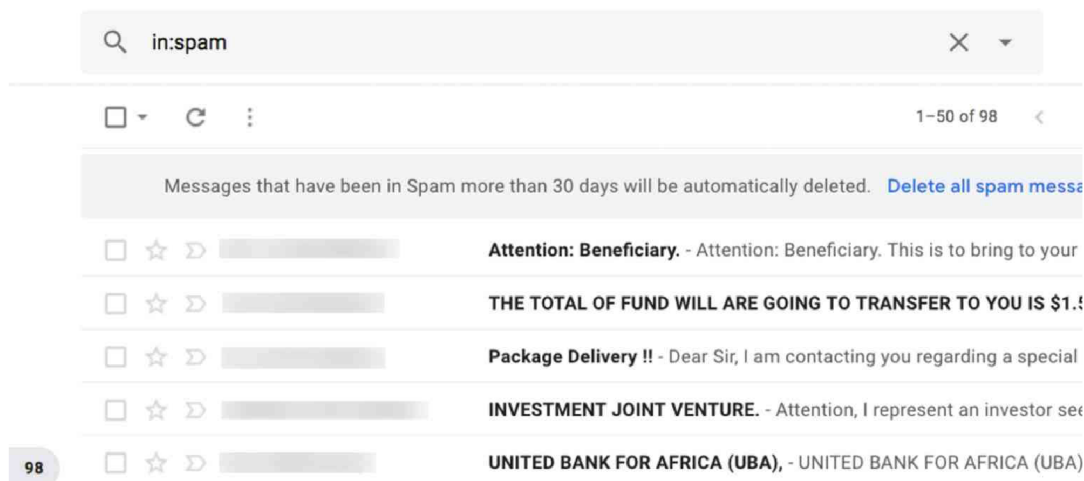 in:spam
1–50 of 98
Messages that have been in Spam more than 30 days will be automatically deleted. Delete all spam messa
Attention: Beneficiary. - Attention: Beneficiary. This is to bring to your
THE TOTAL OF FUND WILL ARE GOING TO TRANSFER TO YOU IS $1.5
Package Delivery !! - Dear Sir, I am contacting you regarding a special
INVESTMENT JOINT VENTURE. - Attention, I represent an investor see
98
UNITED BANK FOR AFRICA (UBA), - UNITED BANK FOR AFRICA (UBA)